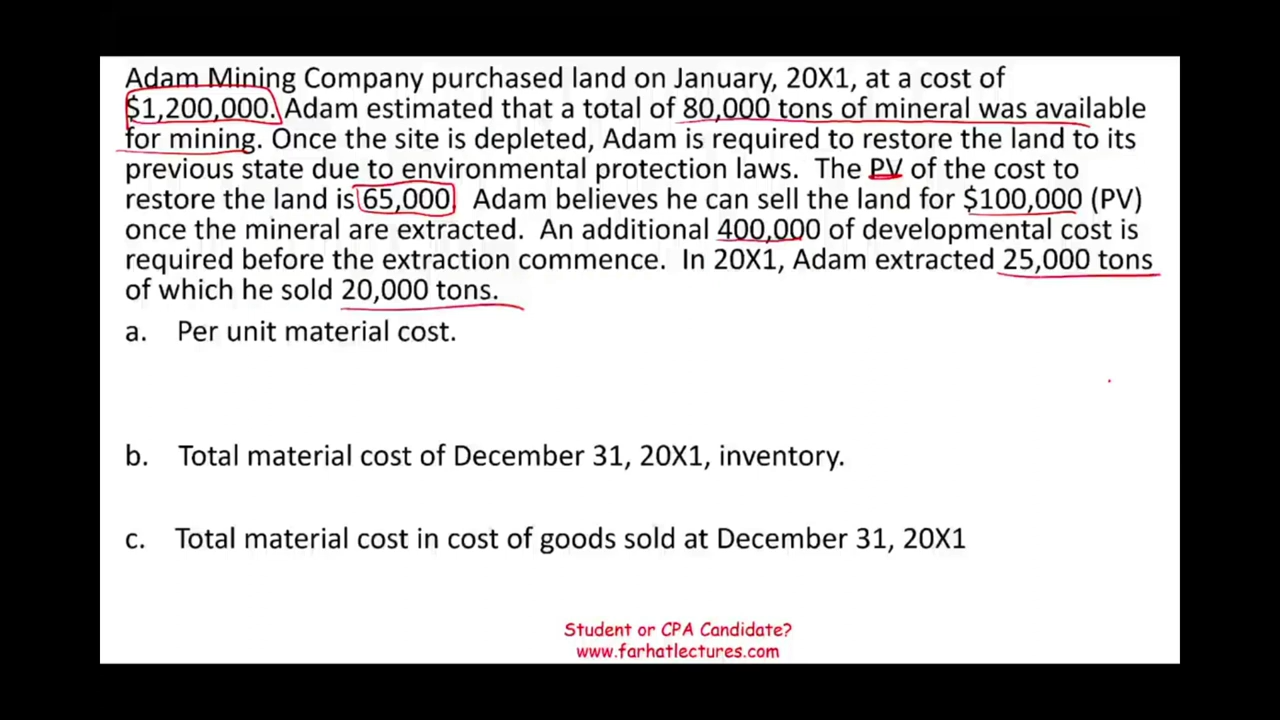 Adam Mining Company purchased land on January, 20X1, at a cost of
$1,200,000. Adam estimated that a total of 80,000 tons of mineral was available
for mining. Once the site is depleted, Adam is required to restore the land to its
previous state due to environmental protection laws. The PV of the cost to
restore the land is 65,000. Adam believes he can sell the land for $100,000 (PV)
once the mineral are extracted. An additional 400,000 of developmental cost is
required before the extraction commence. In 20X1, Adam extracted 25,000 tons
of which he sold 20,000 tons.
a. Per unit material cost.
b. Total material cost of December 31, 20X1, inventory.
c. Total material cost in cost of goods sold at December 31, 20X1
Student or CPA Candidate?
www.farhatlectures.com